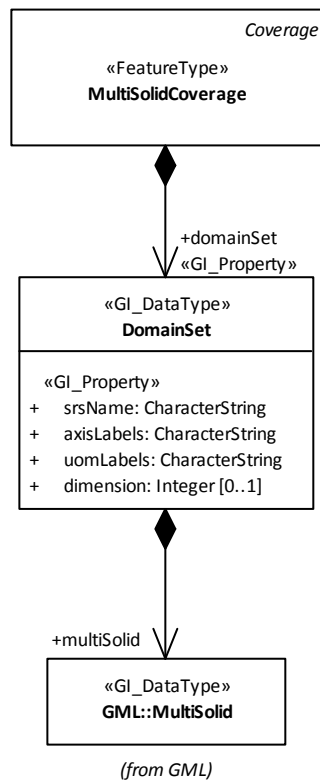 Coverage
«FeatureType»
MultiSolidCoverage
+domainSet
«GI_Property»
«GI_DataType»
DomainSet
«GI_Property»
+ srsName: CharacterString
+ axisLabels: CharacterString
+ uomLabels: CharacterString
+ dimension: Integer [0..1]
+multiSolid
«GI_DataType»
GML::MultiSolid
(from GML)